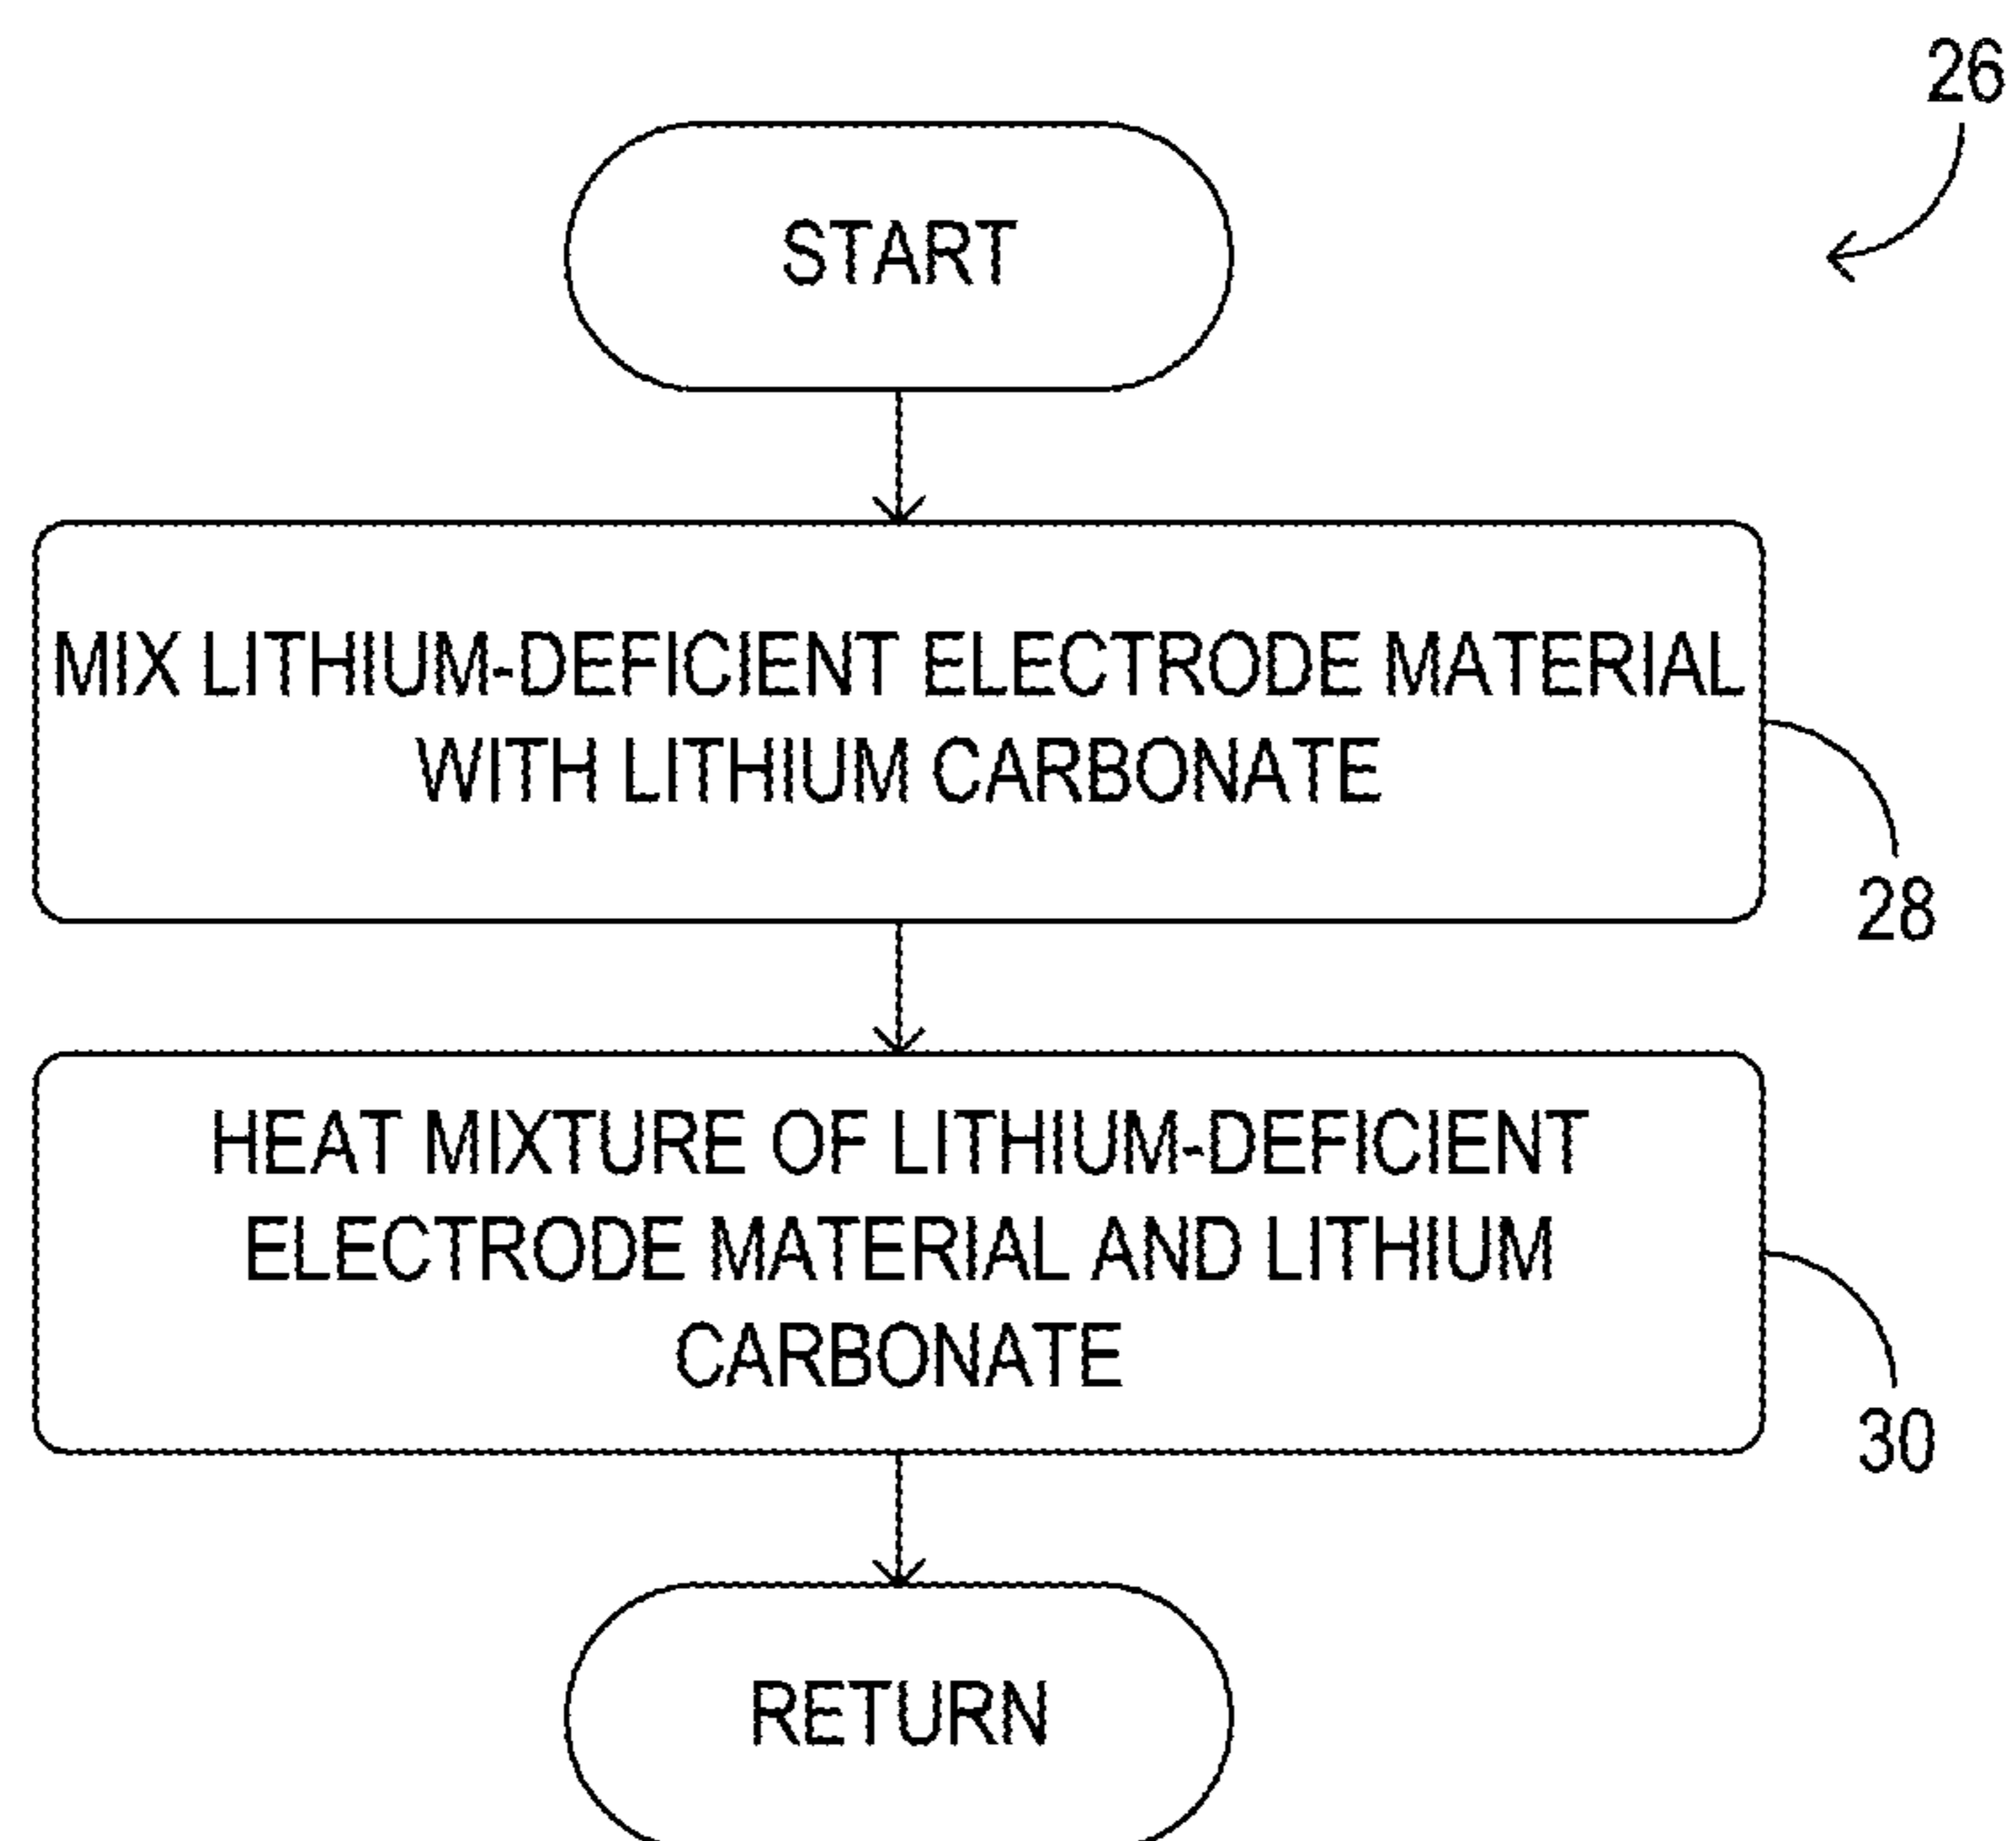 26
START
MIX LITHIUM-DEFICIENT ELECTRODE MATERIAL
WITH LITHIUM CARBONATE
28
HEAT MIXTURE OF LITHIUM-DEFICIENT
ELECTRODE MATERIAL AND LITHIUM
CARBONATE
30
RETURN